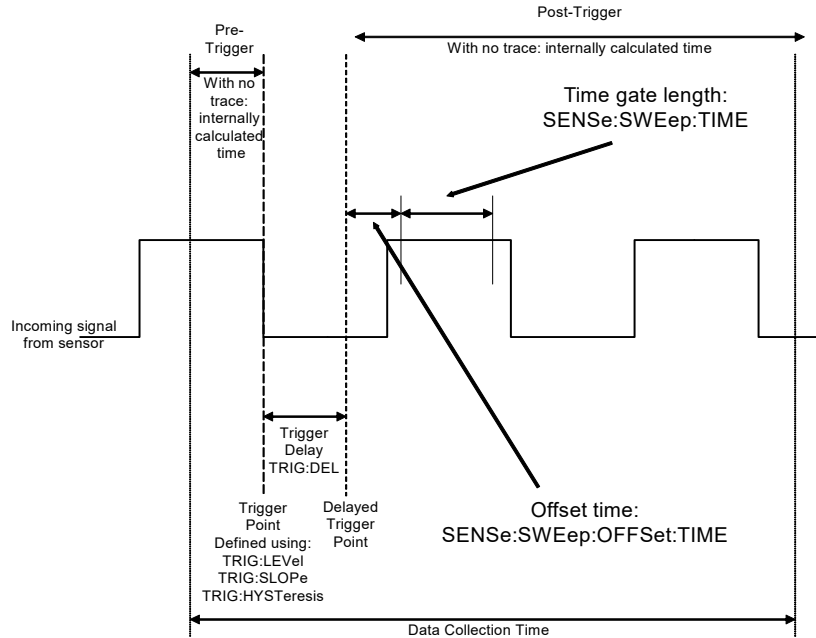 Post-Trigger
Pre-
Trigger
With no trace: internally calculated time
With no
trace:
internally
calculated
time
Time gate length:
SENSe:SWEep:TIME
Incoming signal
from sensor
Trigger
Delay
TRIG:DEL
Trigger
Point
Defined using:
TRIG:LEVel
TRIG:SLOPe
TRIG:HYSTeresis
Delayed
Trigger
Point
Offset time:
SENSe:SWEep:OFFSet:TIME
Data Collection Time